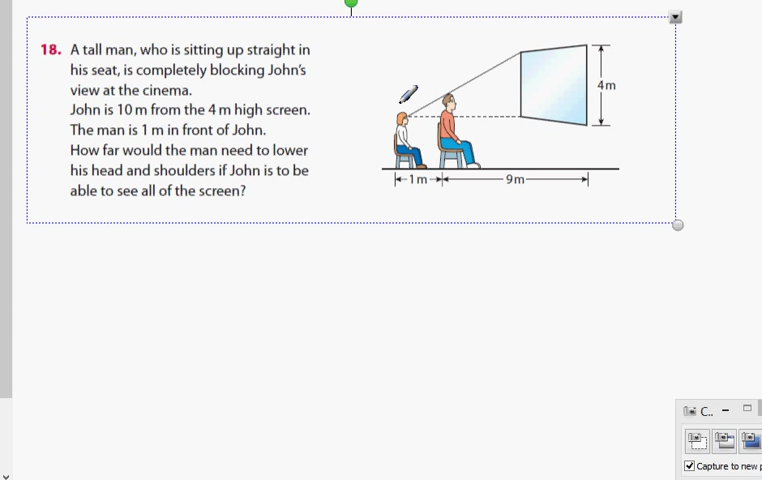 18. A tall man, who is sitting up straight in
his seat, is completely blocking John's
view at the cinema.
John is 10 m from the 4 m high screen.
The man is 1 m in front of John.
How far would the man need to lower
his head and shoulders if John is to be
able to see all of the screen?
4 m
1 m
9 m
C..
Capture to new